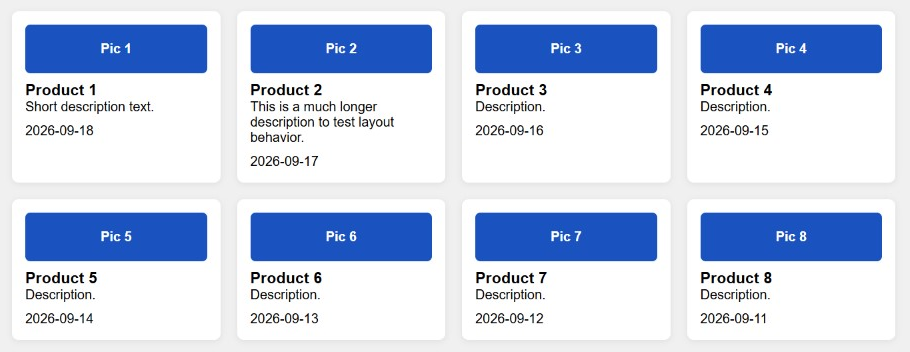 Pic 1
Product 1
Short description text.
2026-09-18
Pic 2
Product 2
This is a much longer
description to test layout
behavior.
2026-09-17
Pic 3
Product 3
Description.
2026-09-16
Pic 4
Product 4
Description.
2026-09-15
Pic 5
Product 5
Description.
2026-09-14
Pic 6
Product 6
Description.
2026-09-13
Pic 7
Product 7
Description.
2026-09-12
Pic 8
Product 8
Description.
2026-09-11